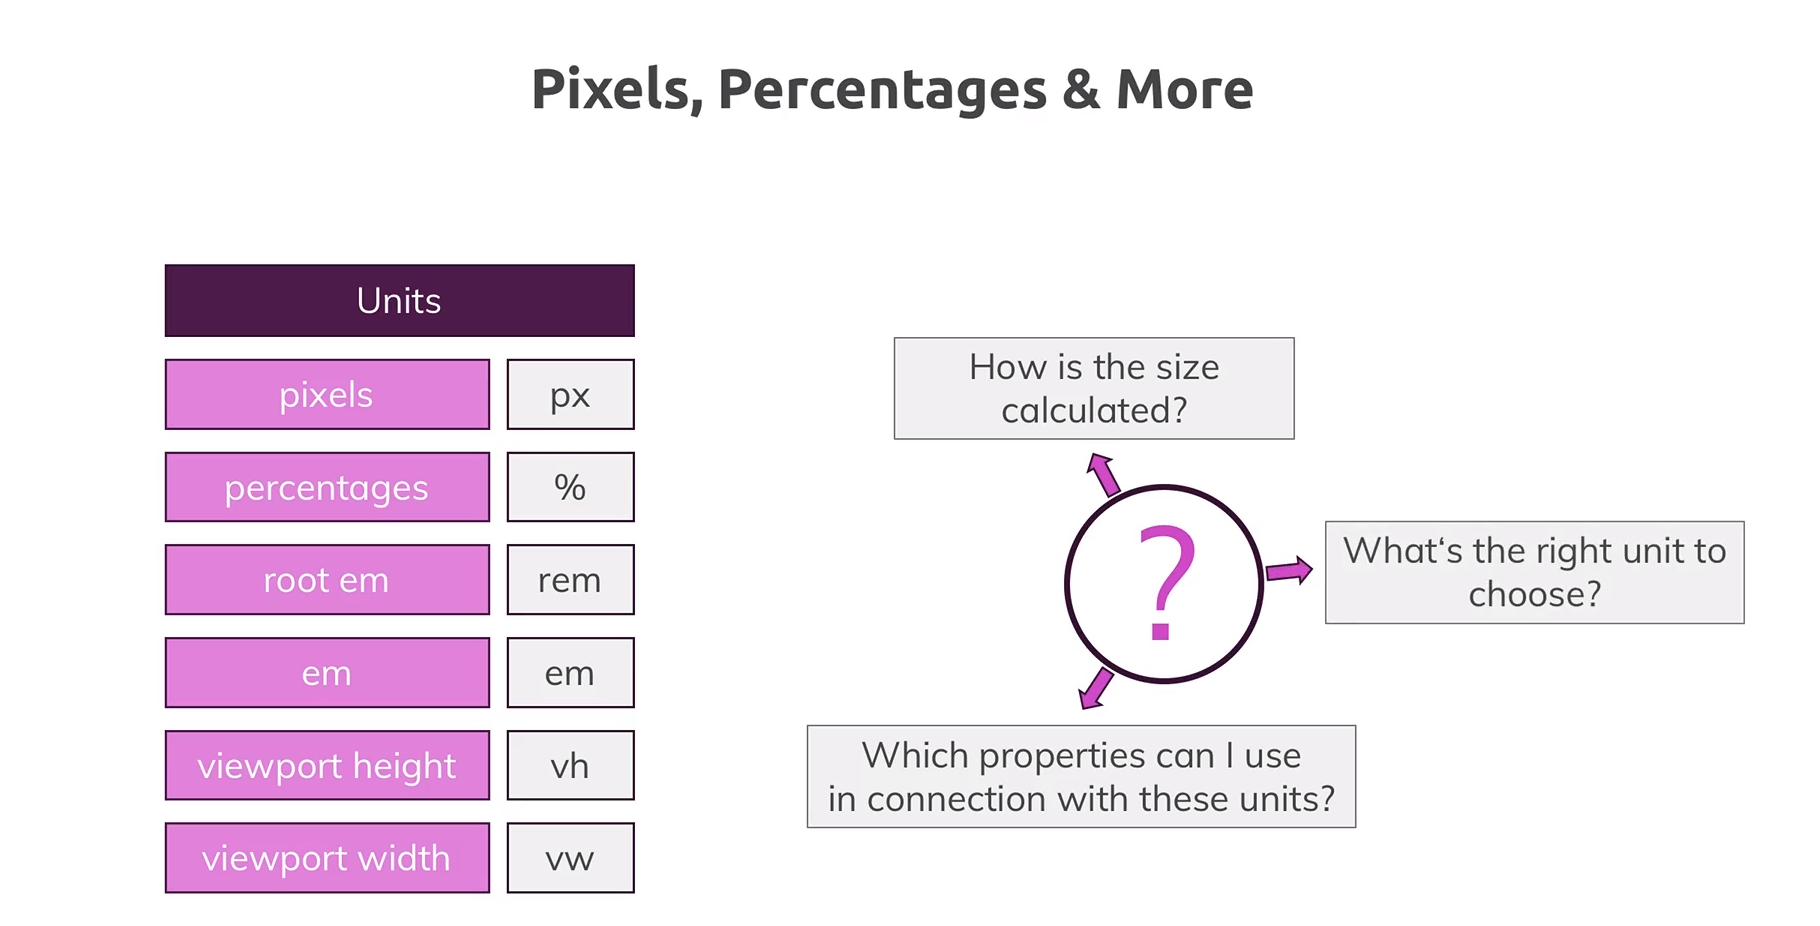 Pixels, Percentages & More
Units
pixels
px
percentages
%
root em
rem
em
em
viewport height
vh
viewport width
vw
How is the size
calculated?
?
What‘s the right unit to
choose?
Which properties can I use
in connection with these units?